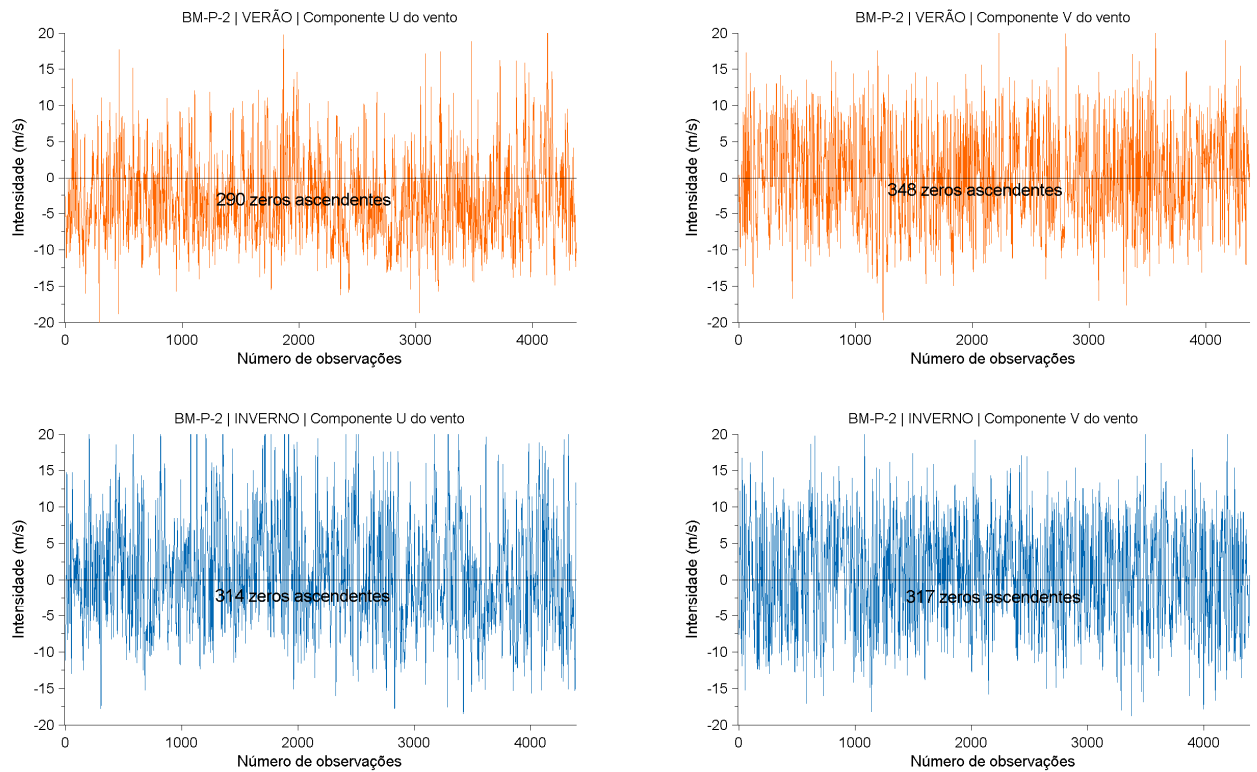 BM-P-2 | VERÃO | Componente U do vento
20
15
10
5
0
-5
-10
-15
-20
Intensidade (m/s)
290 zeros ascendentes
0 1000 2000 3000 4000
Número de observações
BM-P-2 | VERÃO | Componente V do vento
20
15
10
5
0
-5
-10
-15
-20
Intensidade (m/s)
348 zeros ascendentes
0 1000 2000 3000 4000
Número de observações
BM-P-2 | INVERNO | Componente U do vento
20
15
10
5
0
-5
-10
-15
-20
Intensidade (m/s)
314 zeros ascendentes
0 1000 2000 3000 4000
Número de observações
BM-P-2 | INVERNO | Componente V do vento
20
15
10
5
0
-5
-10
-15
-20
Intensidade (m/s)
317 zeros ascendentes
0 1000 2000 3000 4000
Número de observações